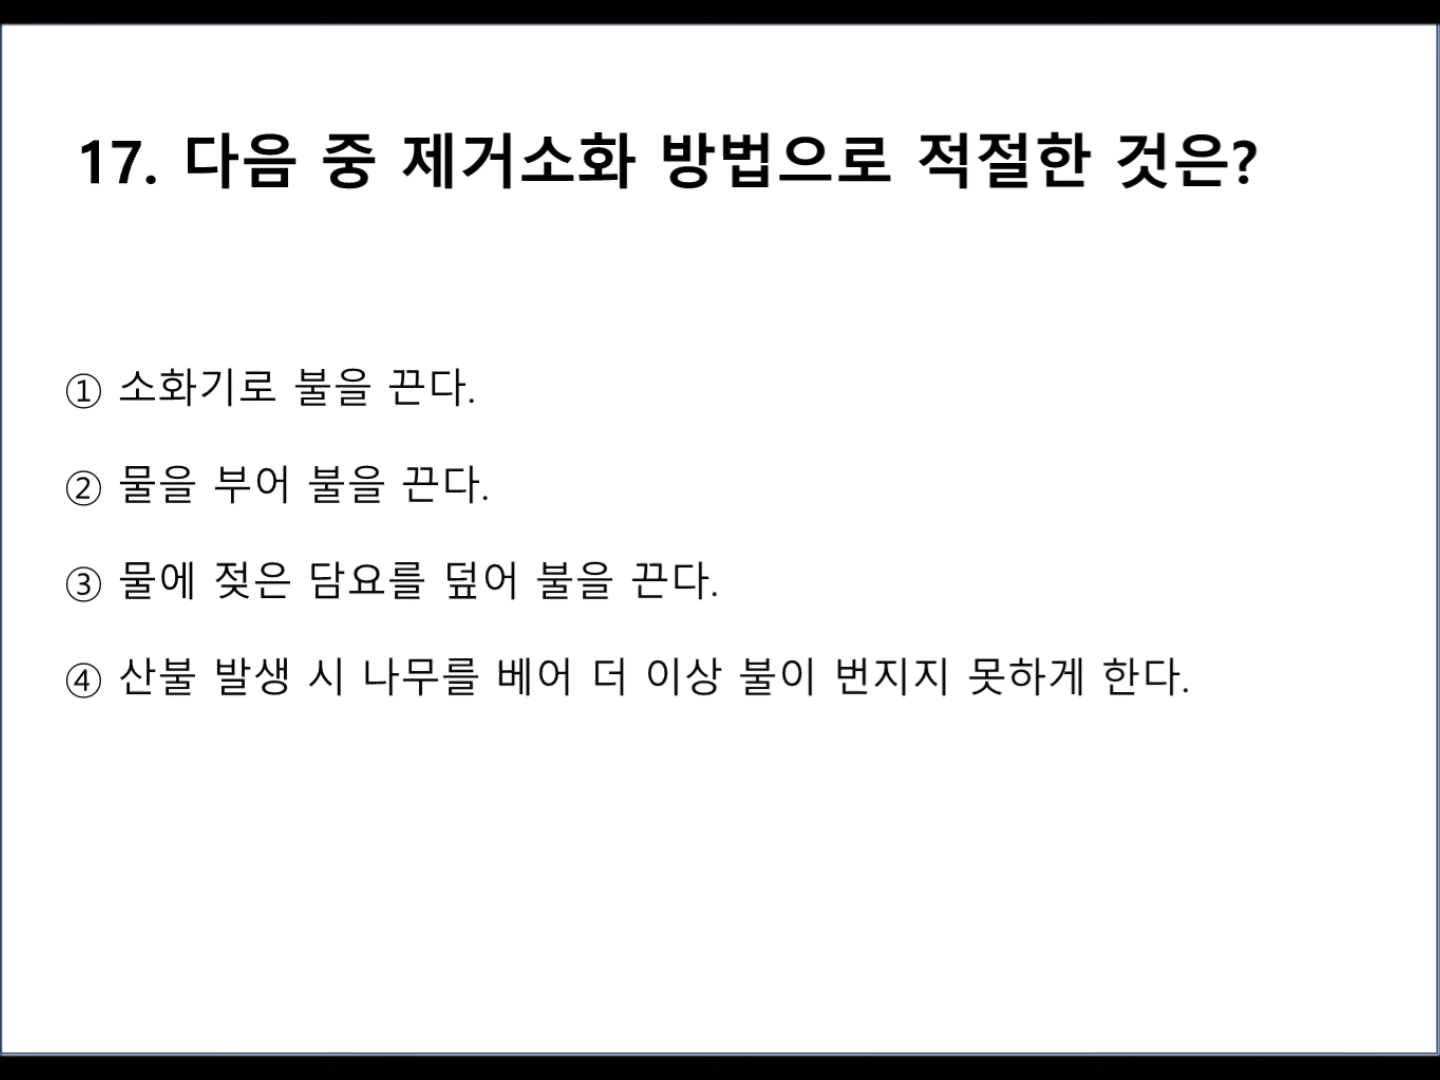 17. 다음 중 제거소화 방법으로 적절한 것은?
① 소화기로 불을 끈다.
② 물을 부어 불을 끈다.
③ 물에 젖은 담요를 덮어 불을 끈다.
④ 산불 발생 시 나무를 베어 더 이상 불이 번지지 못하게 한다.